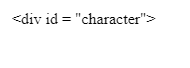 <div id = "character">